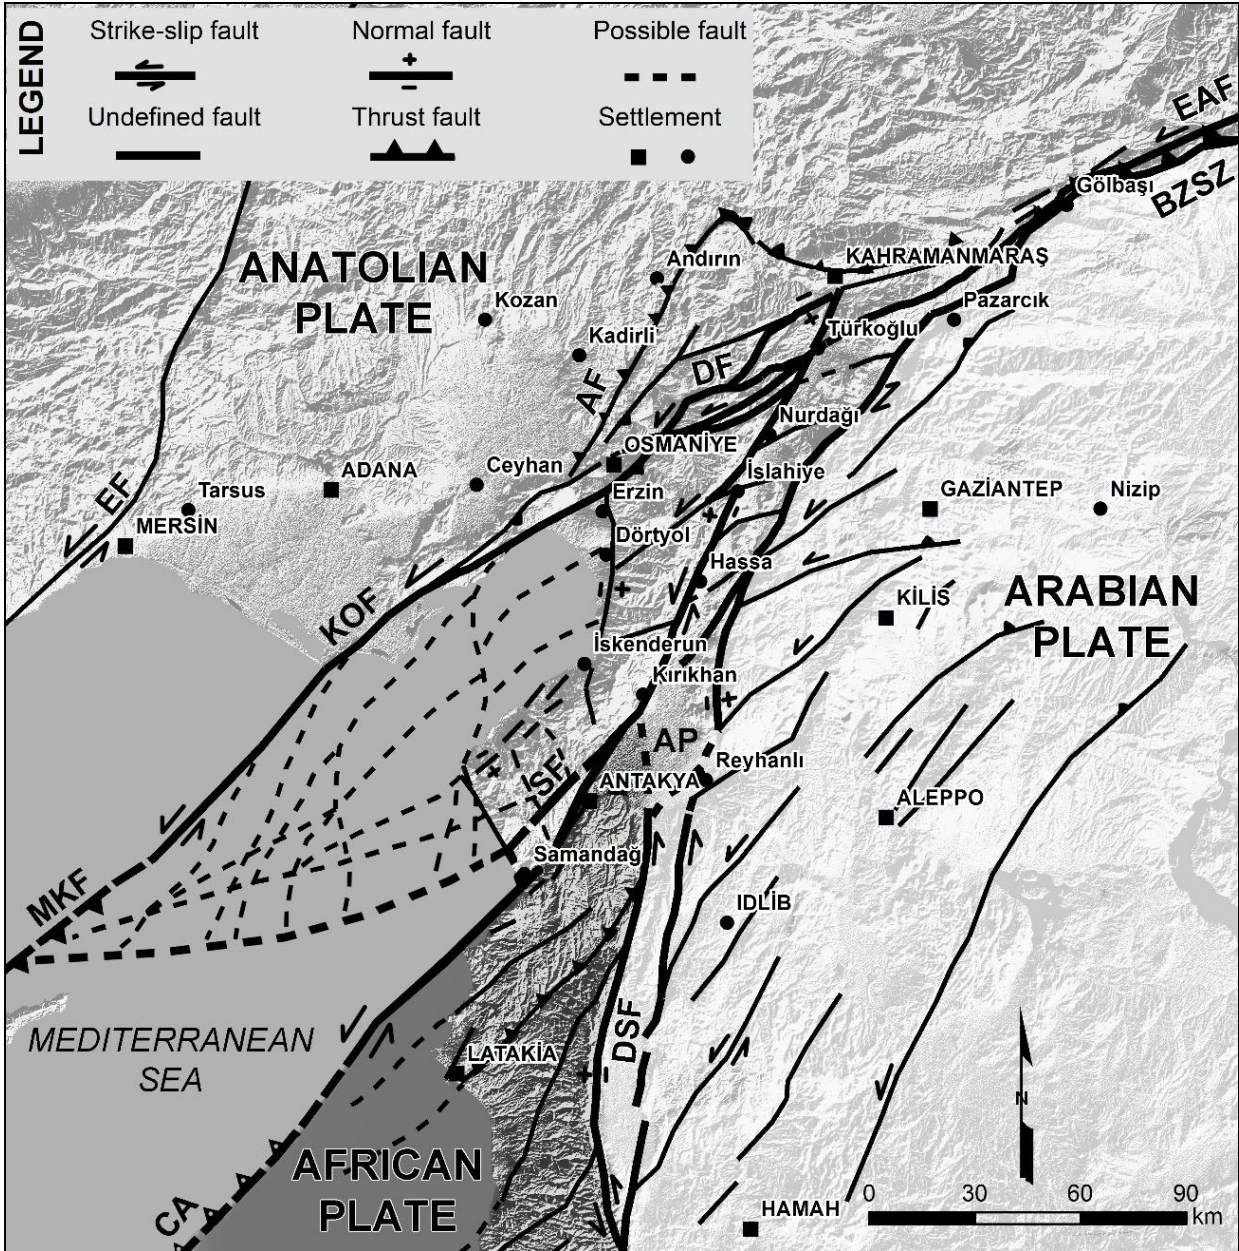 LEGEND
Strike-slip fault
Normal fault
Possible fault
+
-
Undefined fault
Thrust fault
Settlement
EAF
BZSZ
Gölbaşı
ANATOLIAN
PLATE
Andırın
KAHRAMANMARAŞ
Kozan
Pazarcık
Kadirli
+
Türkoğlu
DF
AF
Nurdağı
OSMANİYE
ADANA
Ceyhan
İslahiye
EF
Tarsus
Erzin
GAZİANTEP
Nizip
MERSİN
+
-
Dörtyol
Hassa
- +
KİLİS
ARABIAN
PLATE
KOF
İskenderun
Kırıkhan
- +
AP
Reyhanlı
+
SF
ANTAKYA
ALEPPO
Samandağ
MKF
IDLİB
MEDITERRANEAN
SEA
DSF
LATAKİA
+ -
N
AFRICAN
PLATE
CA
HAMAH
0 30 60 90
km